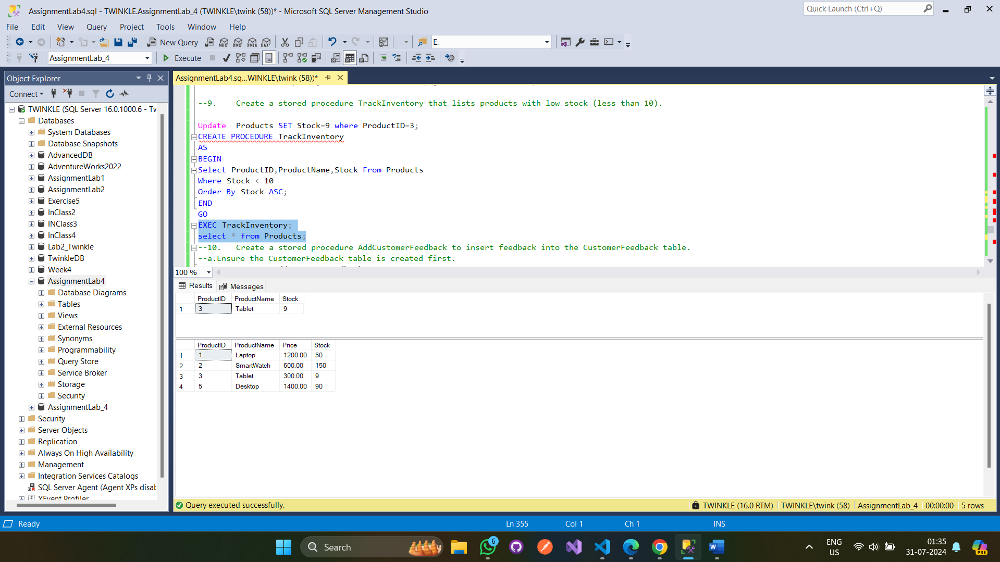 AssignmentLab4.sql - TWINKLE.AssignmentLab_4 (TWINKLE\twink (58))* - Microsoft SQL Server Management Studio
Quick Launch (Ctrl+Q)
File Edit View Query Project Tools Window Help
New Query MDX DMX XMLA DAX E.
AssignmentLab_4 Execute
Object Explorer
Connect
TWINKLE (SQL Server 16.0.1000.6 - Tw
Databases
System Databases
Database Snapshots
AdvancedDB
AdventureWorks2022
AssignmentLab1
AssignmentLab2
Exercise5
InClass2
INClass3
InClass4
Lab2_Twinkle
TwinkleDB
Week4
AssignmentLab4
Database Diagrams
Tables
Views
External Resources
Synonyms
Programmability
Query Store
Service Broker
Storage
Security
AssignmentLab_4
Security
Server Objects
Replication
Always On High Availability
Management
Integration Services Catalogs
SQL Server Agent (Agent XPs disab
XEvent Profiler
AssignmentLab4.sq...WINKLE\twink (58))*
--9. Create a stored procedure TrackInventory that lists products with low stock (less than 10).
Update Products SET Stock=9 where ProductID=3;
CREATE PROCEDURE TrackInventory
AS
BEGIN
Select ProductID,ProductName,Stock From Products
Where Stock < 10
Order By Stock ASC;
END
GO
EXEC TrackInventory;
select * from Products;
--10. Create a stored procedure AddCustomerFeedback to insert feedback into the CustomerFeedback table.
--a.Ensure the CustomerFeedback table is created first.
100 %
Results Messages
ProductID ProductName Stock
1 3 Tablet 9
ProductID ProductName Price Stock
1 1 Laptop 1200.00 50
2 2 SmartWatch 600.00 150
3 3 Tablet 300.00 9
4 5 Desktop 1400.00 90
Query executed successfully.
TWINKLE (16.0 RTM) TWINKLE\twink (58) AssignmentLab_4 00:00:00 5 rows
Ready Ln 355 Col 1 Ch 1 INS
Search
6
ENG
US
01:35
31-07-2024
PRE